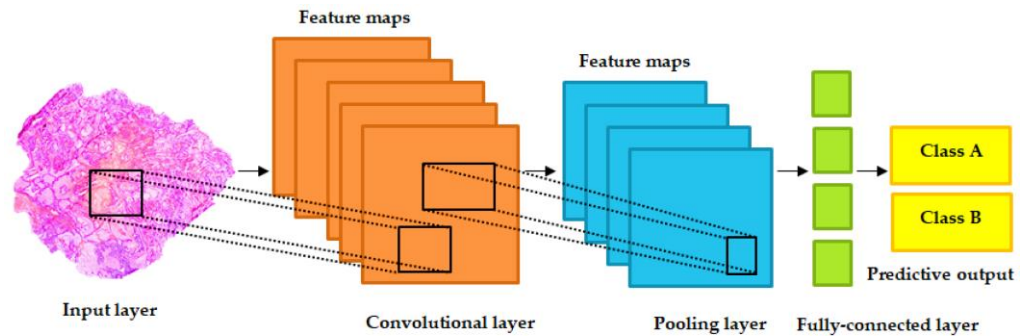 Feature maps
Feature maps
Class A
Class B
Predictive output
Input layer
Convolutional layer
Pooling layer
Fully-connected layer